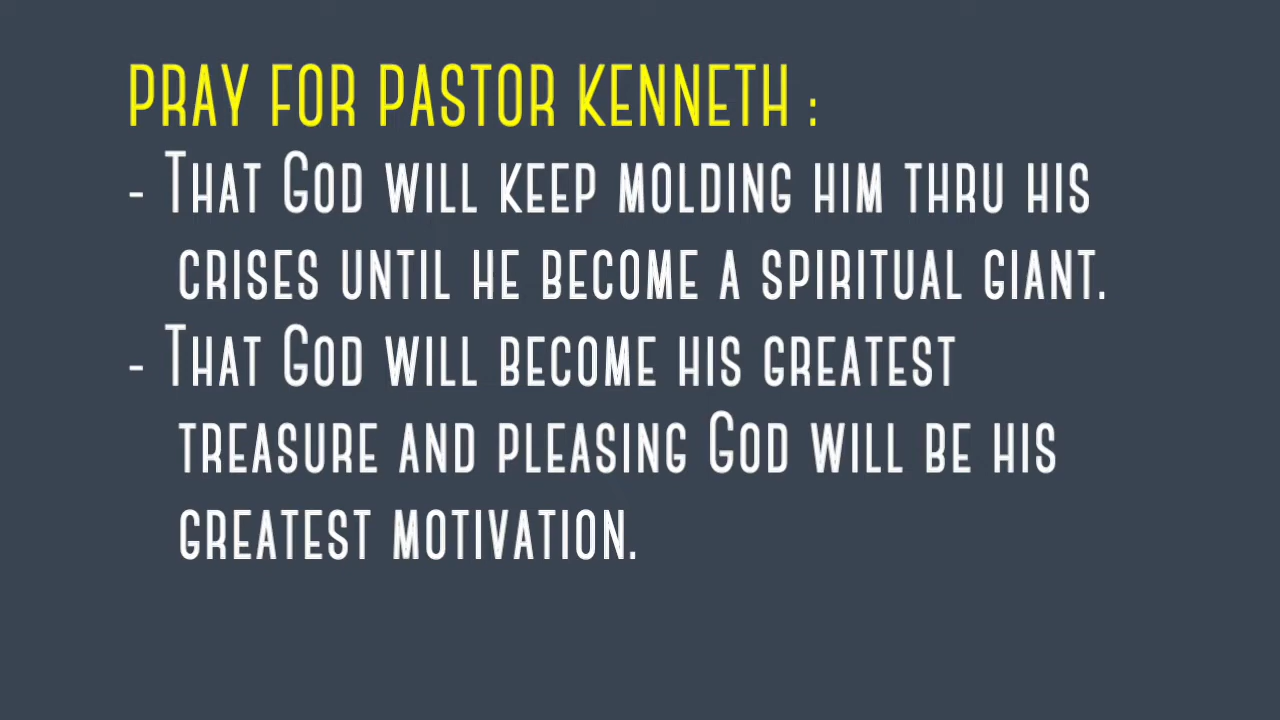 PRAY FOR PASTOR KENNETH :
- That God will keep molding him thru his
crises until he become a spiritual giant.
- That God will become his greatest
treasure and pleasing God will be his
greatest motivation.